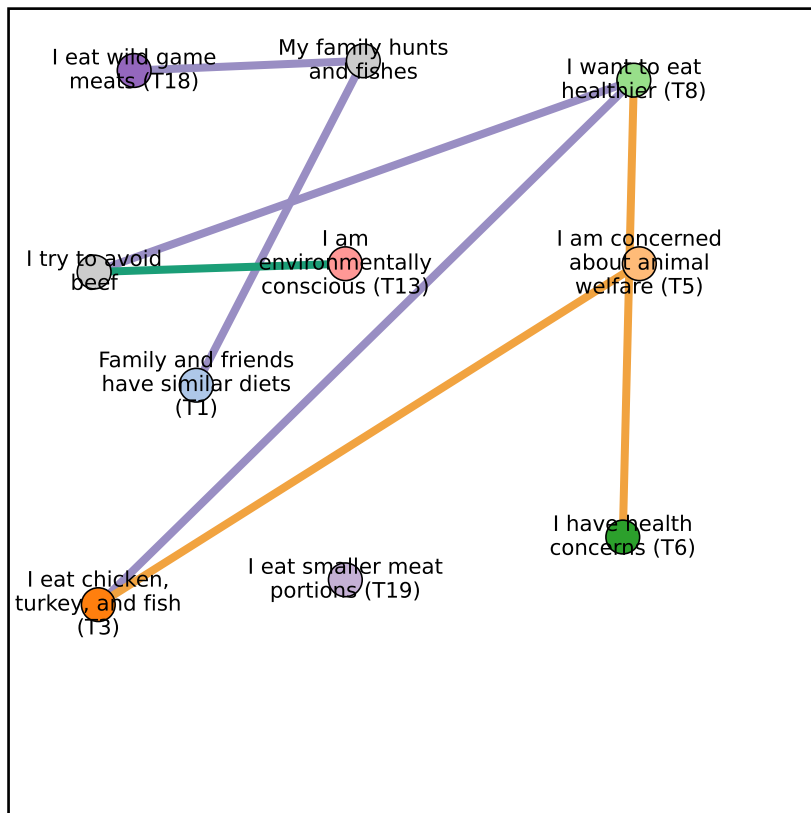 I eat wild game
meats (T18)
My family hunts
and fishes
I want to eat
healthier (T8)
I try to avoid
beef
I am
environmentally
conscious (T13)
I am concerned
about animal
welfare (T5)
Family and friends
have similar diets
(T1)
I have health
concerns (T6)
I eat smaller meat
portions (T19)
I eat chicken,
turkey, and fish
(T3)